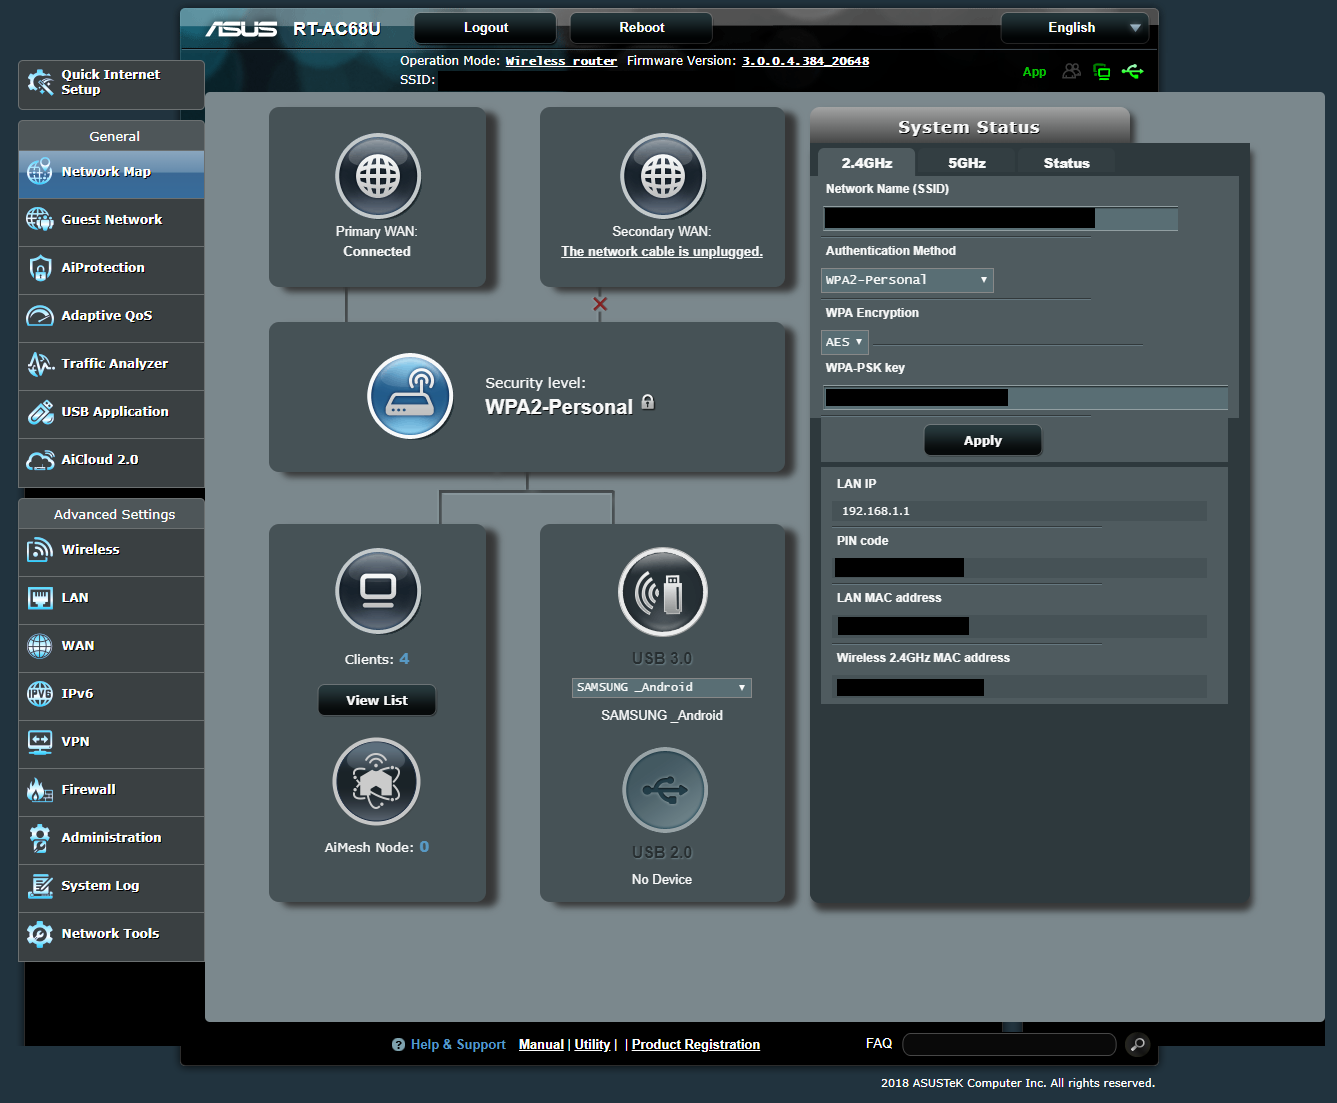 ASUS RT-AC68U Logout Reboot English
Operation Mode: Wireless router Firmware Version: 3.0.0.4.384_20648
SSID:
App
Quick Internet
Setup
General
Network Map
Guest Network
AiProtection
Adaptive QoS
Traffic Analyzer
USB Application
AiCloud 2.0
Advanced Settings
Wireless
LAN
WAN
IPv6
IPv6
VPN
Firewall
Administration
System Log
Network Tools
Primary WAN:
Connected
Secondary WAN:
The network cable is unplugged.
Security level:
WPA2-Personal
Clients: 4
View List
AiMesh Node: 0
USB 3.0
SAMSUNG _Android
SAMSUNG _Android
USB 2.0
No Device
System Status
2.4GHz 5GHz Status
Network Name (SSID)
Authentication Method
WPA2-Personal
WPA Encryption
AES
WPA-PSK key
Apply
LAN IP
192.168.1.1
PIN code
LAN MAC address
Wireless 2.4GHz MAC address
? Help & Support Manual | Utility | | Product Registration FAQ
2018 ASUSTeK Computer Inc. All rights reserved.